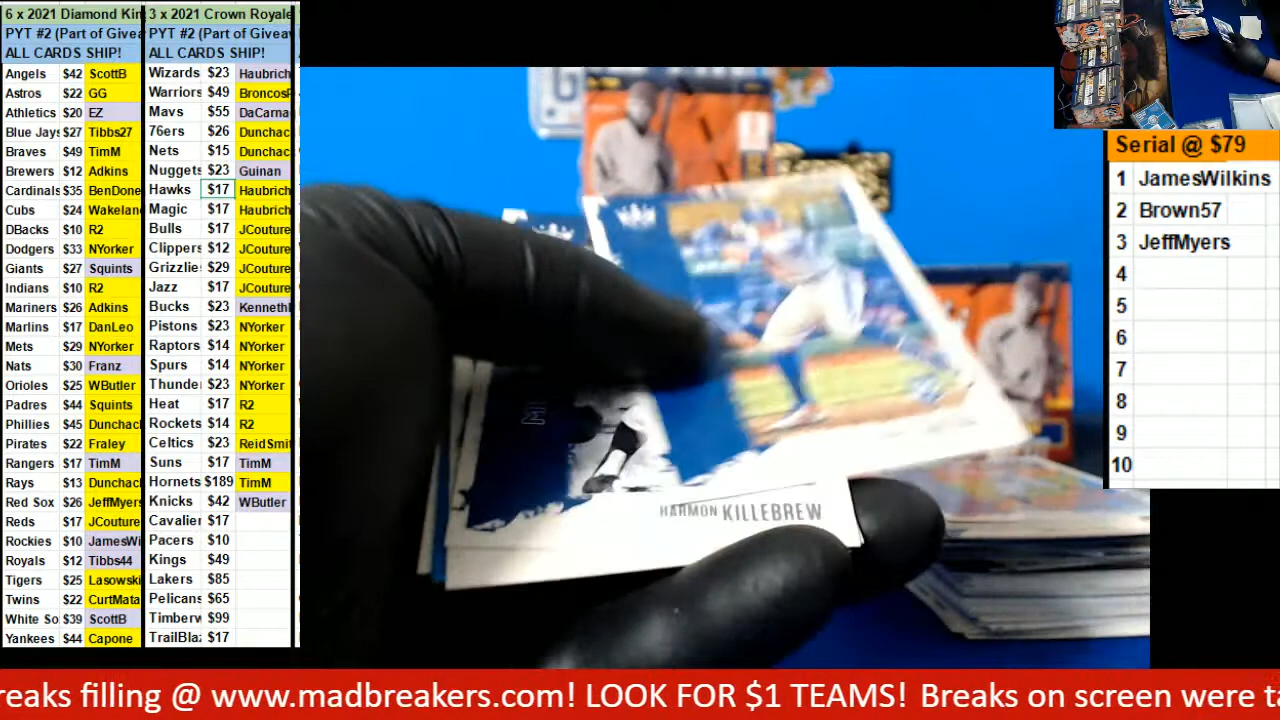 6 x 2021 Diamond Kin
PYT #2 (Part of Givea
ALL CARDS SHIP!
Angels $42 ScottB
Astros $22 GG
Athletics $20 EZ
Blue Jays $27 Tibbs27
Braves $49 TimM
Brewers $12 Adkins
Cardinals $35 BenDone
Cubs $24 Wakelan
DBacks $10 R2
Dodgers $33 NYorker
Giants $27 Squints
Indians $10 R2
Mariners $26 Adkins
Marlins $17 DanLeo
Mets $29 NYorker
Nats $30 Franz
Orioles $25 WButler
Padres $44 Squints
Phillies $45 Dunchac
Pirates $22 Fraley
Rangers $17 TimM
Rays $13 Dunchac
Red Sox $26 JeffMyers
Reds $17 JCouture
Rockies $10 JamesWi
Royals $12 Tibbs44
Tigers $25 Lasowski
Twins $22 CurtMata
White So $39 ScottB
Yankees $44 Capone
3 x 2021 Crown Royale
PYT #2 (Part of Giveav
ALL CARDS SHIP!
Wizards $23 Haubrich
Warriors $49 BroncosF
Mavs $55 DaCarna
76ers $26 Dunchac
Nets $15 Dunchac
Nuggets $23 Guinan
Hawks $17 Haubrich
Magic $17 Haubrich
Bulls $17 JCouture
Clippers $12 JCouture
Grizzlies $29 JCouture
Jazz $17 JCouture
Bucks $23 KennethI
Pistons $23 NYorker
Raptors $14 NYorker
Spurs $14 NYorker
Thunde $23 NYorker
Heat $17 R2
Rockets $14 R2
Celtics $23 ReidSmit
Suns $17 TimM
Hornets $189 TimM
Knicks $42 WButler
Cavalier $17
Pacers $10
Kings $49
Lakers $85
Pelicans $65
Timberw $99
TrailBla $17
HARMON KILLEBREW
Serial @ $79
1 JamesWilkins
2 Brown57
3 JeffMyers
4
5
6
7
8
9
10
reaks filling @ www.madbreakers.com! LOOK FOR $1 TEAMS! Breaks on screen were ta